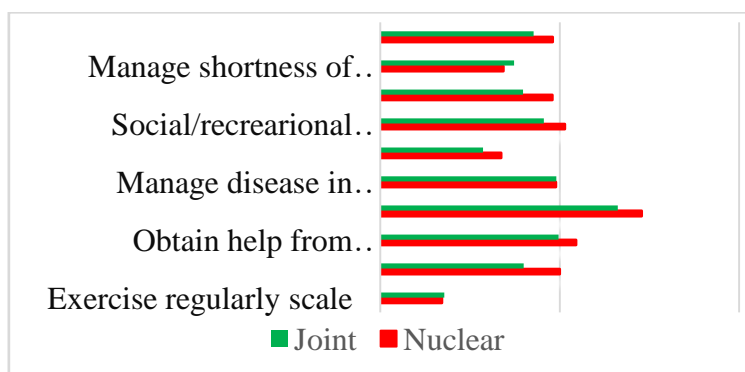 Manage shortness of..
Social/recrearional..
Manage disease in..
Obtain help from..
Exercise regularly scale
Joint Nuclear